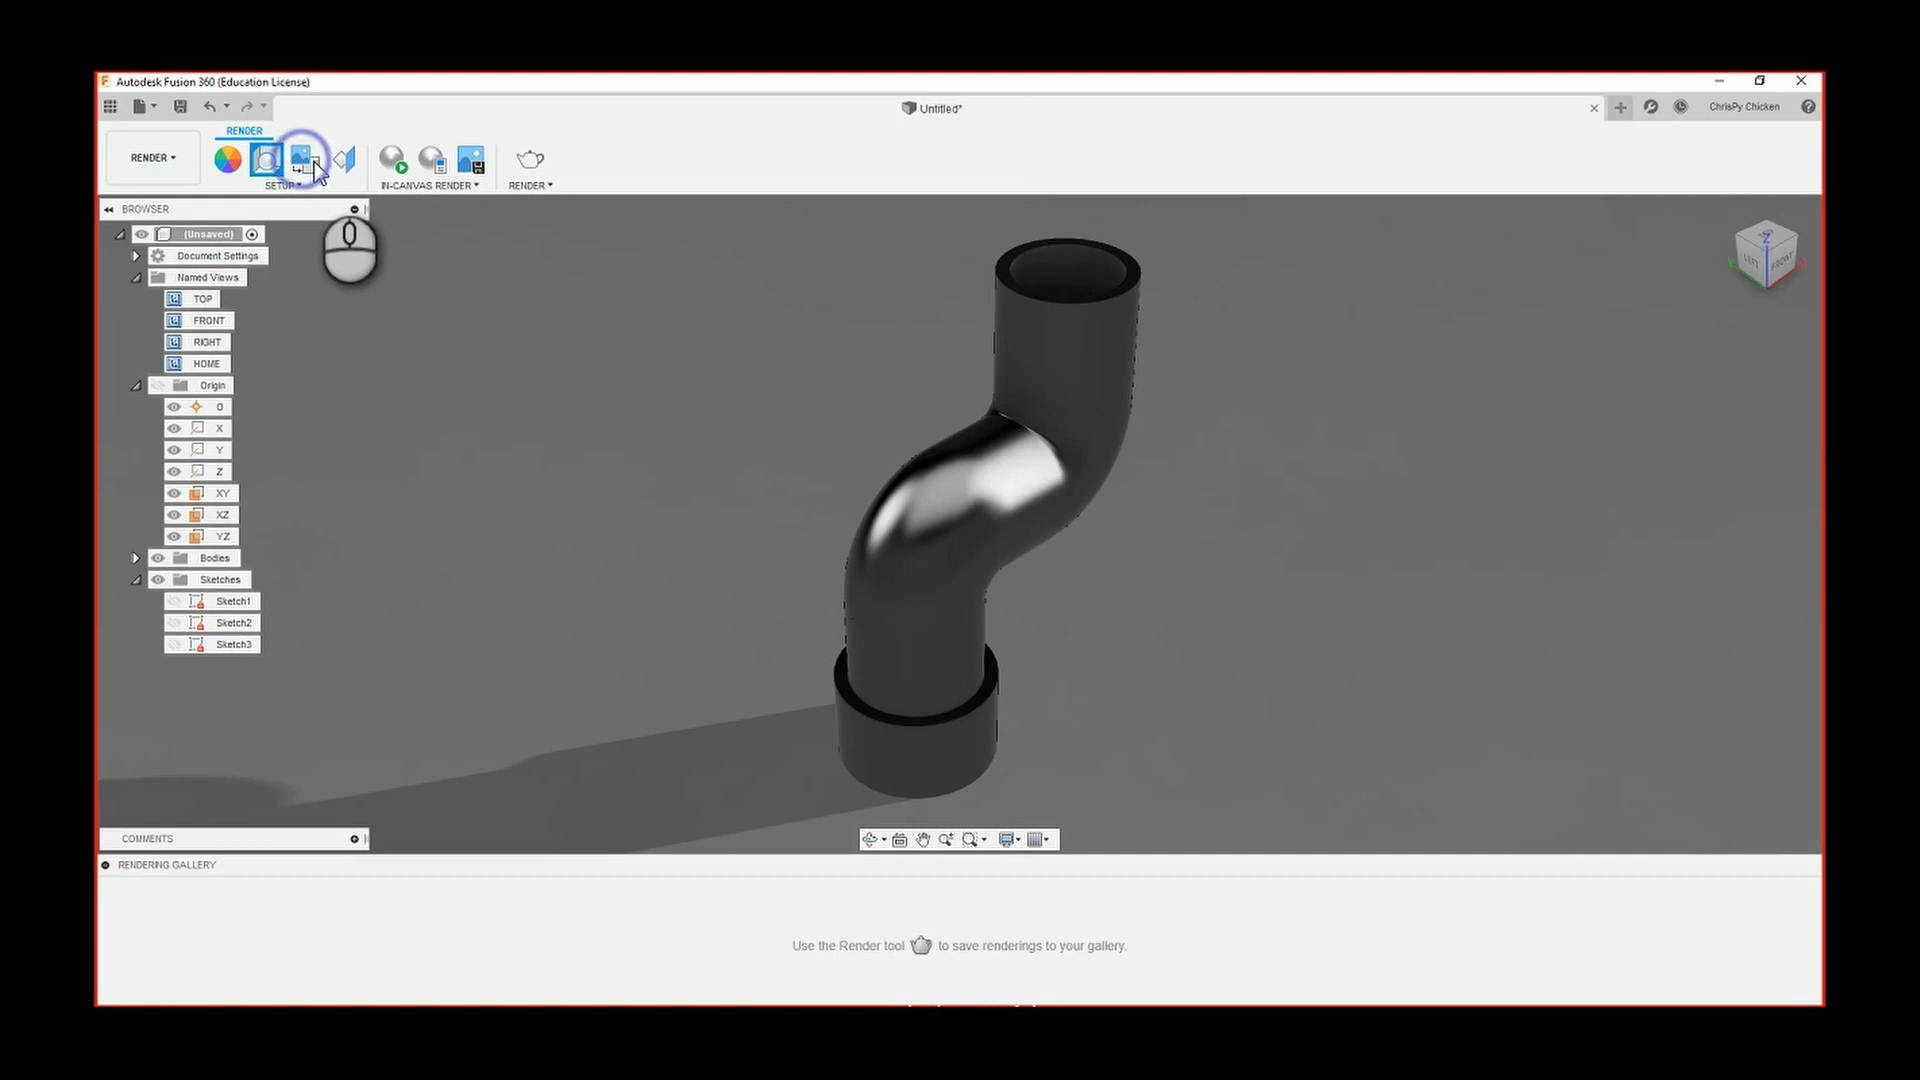 Autodesk Fusion 360 (Education License)
Untitled*
ChrisPy Chicken
RENDER
RENDER
SETUP
IN-CANVAS RENDER
RENDER
BROWSER
(Unsaved)
Document Settings
Named Views
TOP
FRONT
RIGHT
HOME
Origin
O
X
Y
Z
XY
XZ
YZ
Bodies
Sketches
Sketch1
Sketch2
Sketch3
Z
LEFT
FRONT
COMMENTS
RENDERING GALLERY
Use the Render tool to save renderings to your gallery.